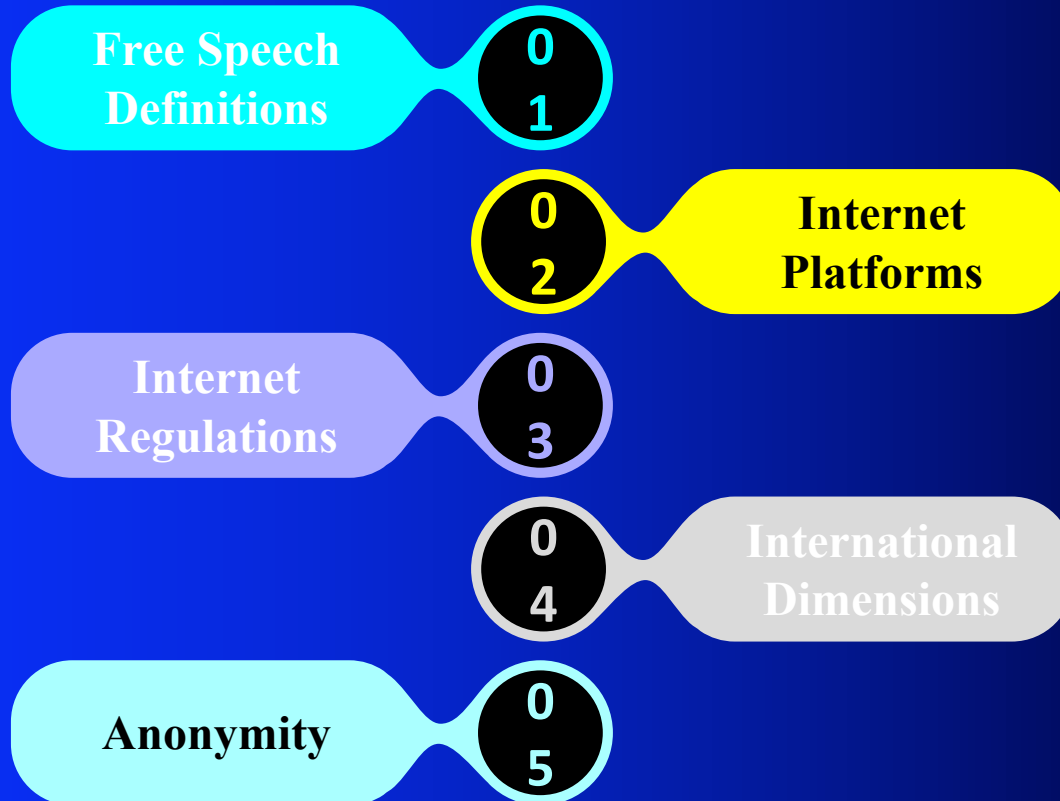 Free Speech
Definitions
0
1
0
2
Internet
Platforms
Internet
Regulations
0
3
0
4
International
Dimensions
Anonymity
0
5